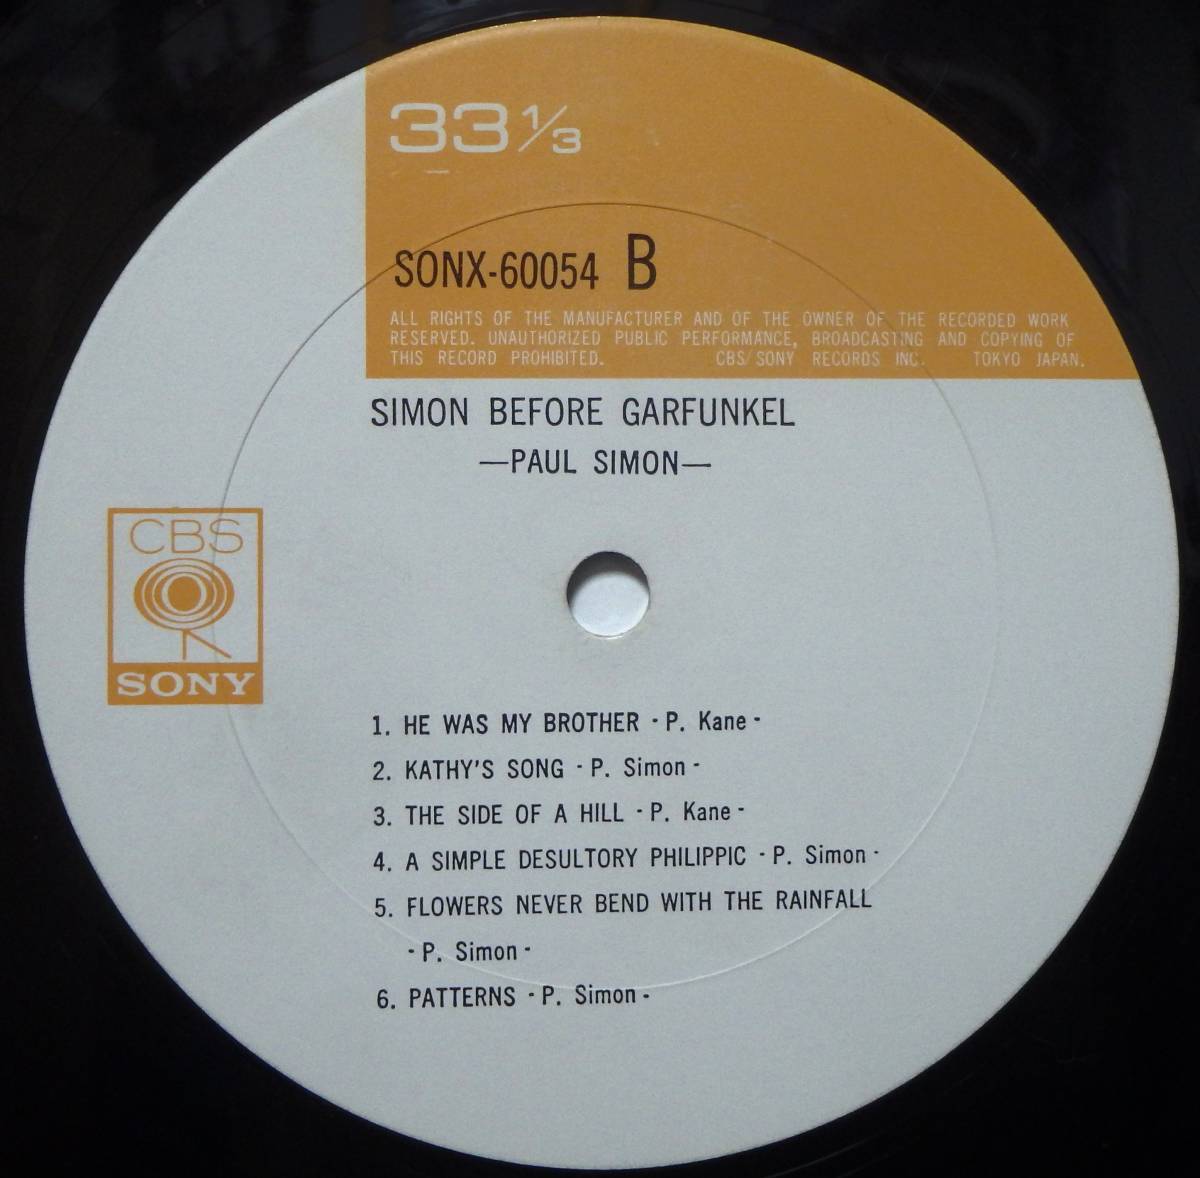 33 1/3
SONX-60054 B
ALL RIGHTS OF THE MANUFACTURER AND OF THE OWNER OF THE RECORDED WORK
RESERVED. UNAUTHORIZED PUBLIC PERFORMANCE, BROADCASTING AND COPYING OF
THIS RECORD PROHIBITED. CBS/SONY RECORDS INC. TOKYO JAPAN.
SIMON BEFORE GARFUNKEL
—PAUL SIMON—
CBS
SONY
1. HE WAS MY BROTHER - P. Kane -
2. KATHY'S SONG - P. Simon -
3. THE SIDE OF A HILL - P. Kane -
4. A SIMPLE DESULTORY PHILIPPIC - P. Simon -
5. FLOWERS NEVER BEND WITH THE RAINFALL
- P. Simon -
6. PATTERNS - P. Simon -